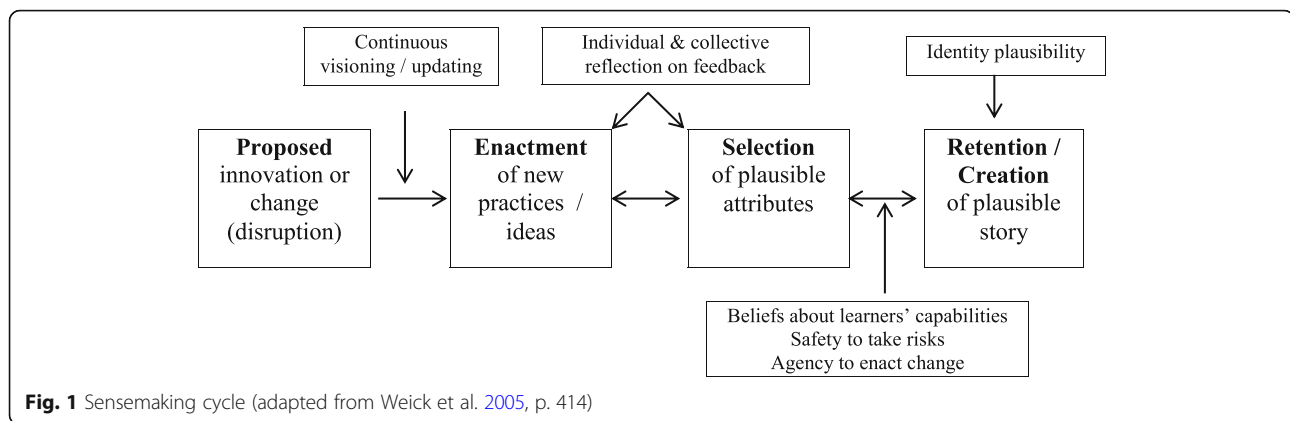 Continuous
visioning / updating
Individual & collective
reflection on feedback
Identity plausibility
Proposed
innovation or
change
(disruption)
Enactment
of new
practices /
ideas
Selection
of plausible
attributes
Retention /
Creation
of plausible
story
Beliefs about learners’ capabilities
Safety to take risks
Agency to enact change
Fig. 1 Sensemaking cycle (adapted from Weick et al. 2005, p. 414)